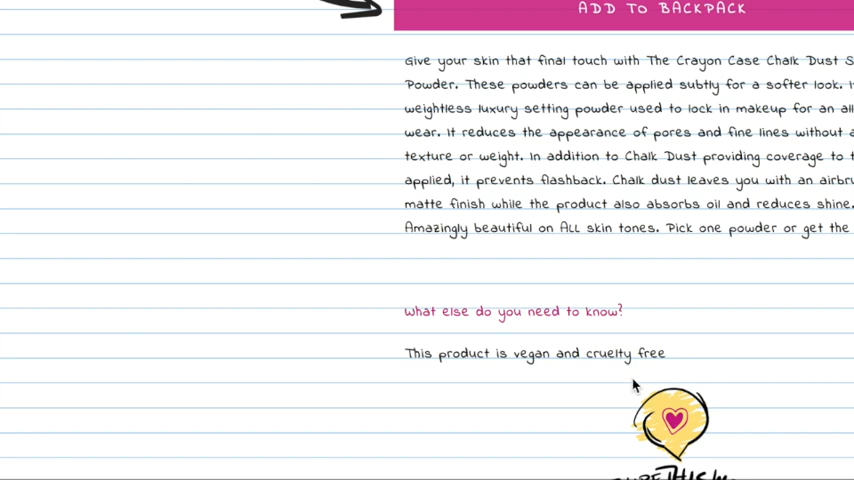 ADD TO BACKPACK
Give your skin that final touch with The Crayon Case Chalk Dust S
Powder. These powders can be applied subtly for a softer look. I
weightless luxury setting powder used to lock in makeup for an all
wear. It reduces the appearance of pores and fine lines without a
texture or weight. In addition to Chalk Dust providing coverage to t
applied, it prevents flashback. Chalk dust leaves you with an airbru
matte finish while the product also absorbs oil and reduces shine.
Amazingly beautiful on ALL skin tones. Pick one powder or get the
What else do you need to know?
This product is vegan and cruelty free